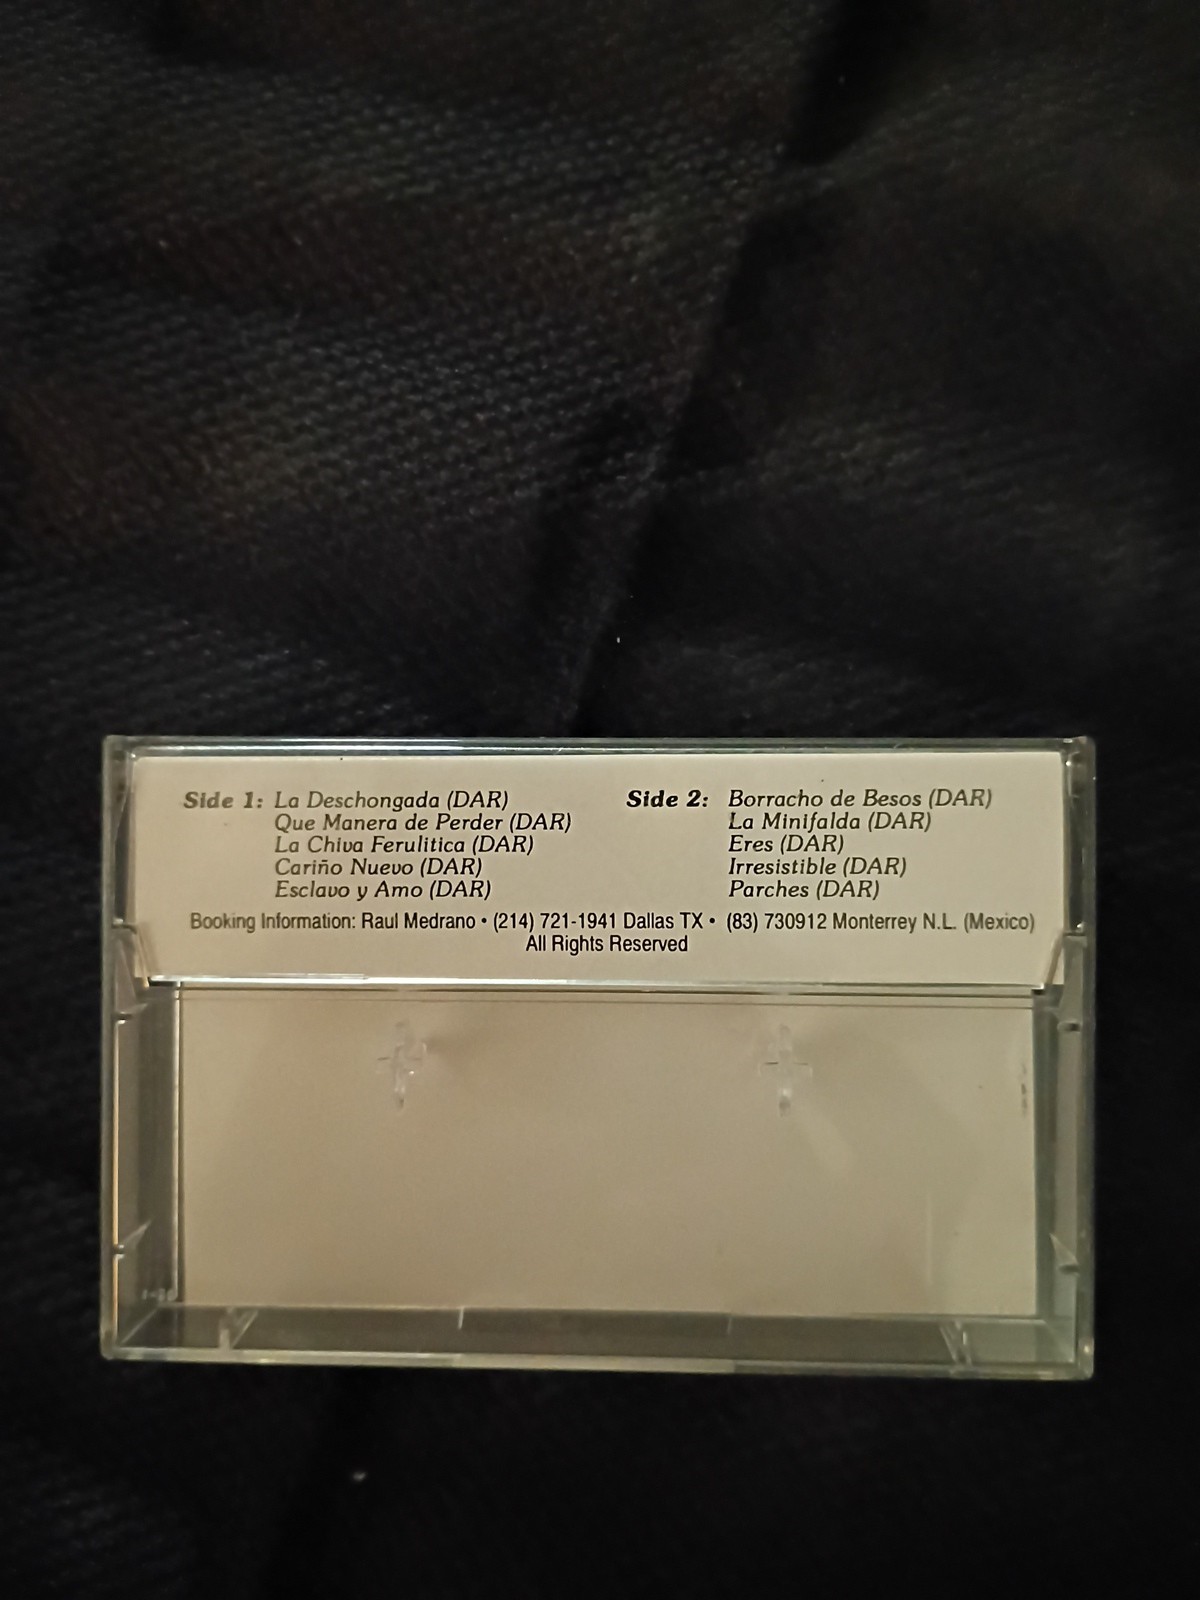 Side 1: La Deschongada (DAR)
Que Manera de Perder (DAR)
La Chiva Ferulitica (DAR)
Cariño Nuevo (DAR)
Esclavo y Amo (DAR)
Side 2: Borracho de Besos (DAR)
La Minifalda (DAR)
Eres (DAR)
Irresistible (DAR)
Parches (DAR)
Booking Information: Raul Medrano • (214) 721-1941 Dallas TX • (83) 730912 Monterrey N.L. (Mexico)
All Rights Reserved